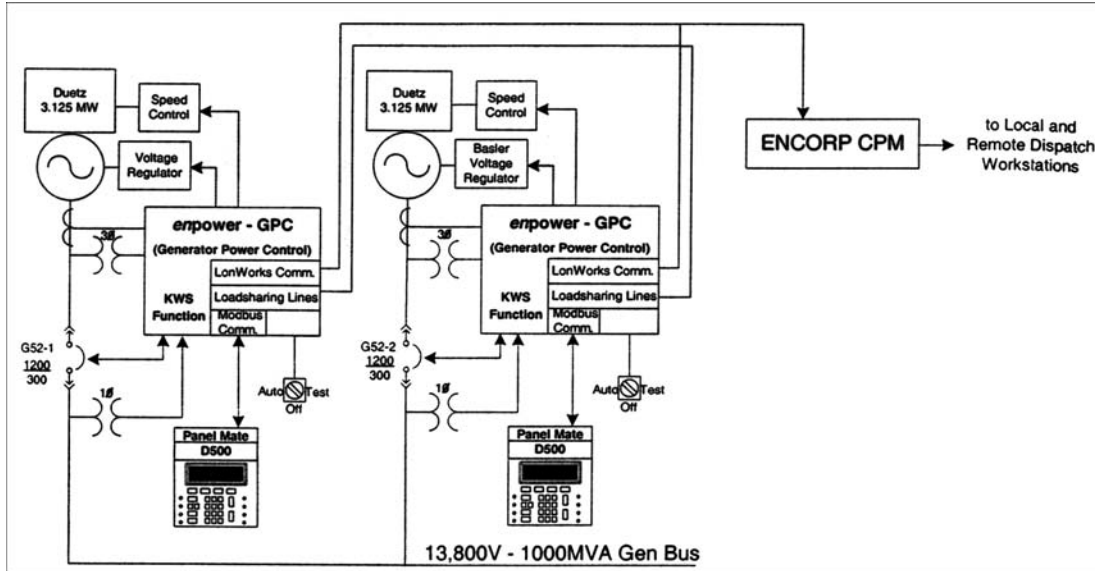 Duetz
3.125 MW
Speed
Control
Voltage
Regulator
enpower - GPC
(Generator Power Control)
LonWorks Comm.
Loadsharing Lines
KWS
Function
Modbus
Comm.
3Ø
G52-1
1200
300
1Ø
Auto Test
Off
Panel Mate
D500
Duetz
3.125 MW
Speed
Control
Basler
Voltage
Regulator
enpower - GPC
(Generator Power Control)
LonWorks Comm.
Loadsharing Lines
KWS
Function
Modbus
Comm.
3Ø
G52-2
1200
300
1Ø
Auto Test
Off
Panel Mate
D500
ENCORP CPM
to Local and
Remote Dispatch
Workstations
13,800V - 1000MVA Gen Bus